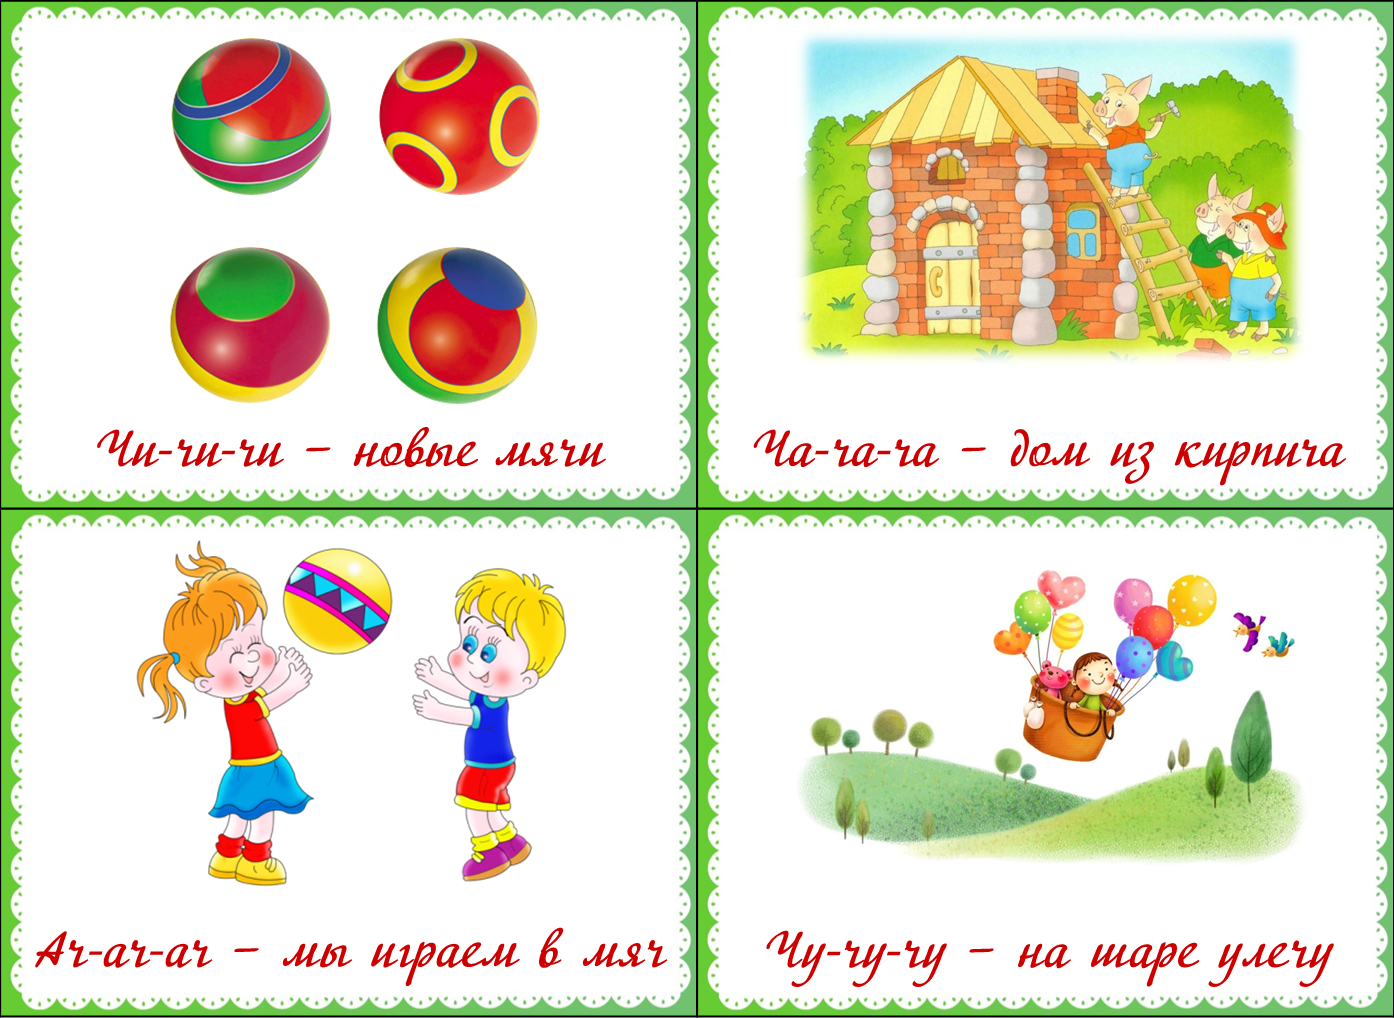 Чи-чи-чи – новые мячи
Ча-ча-ча – дом из кирпича
Ач-ач-ач – мы играем в мяч
Чу-чу-чу – на шаре улечу